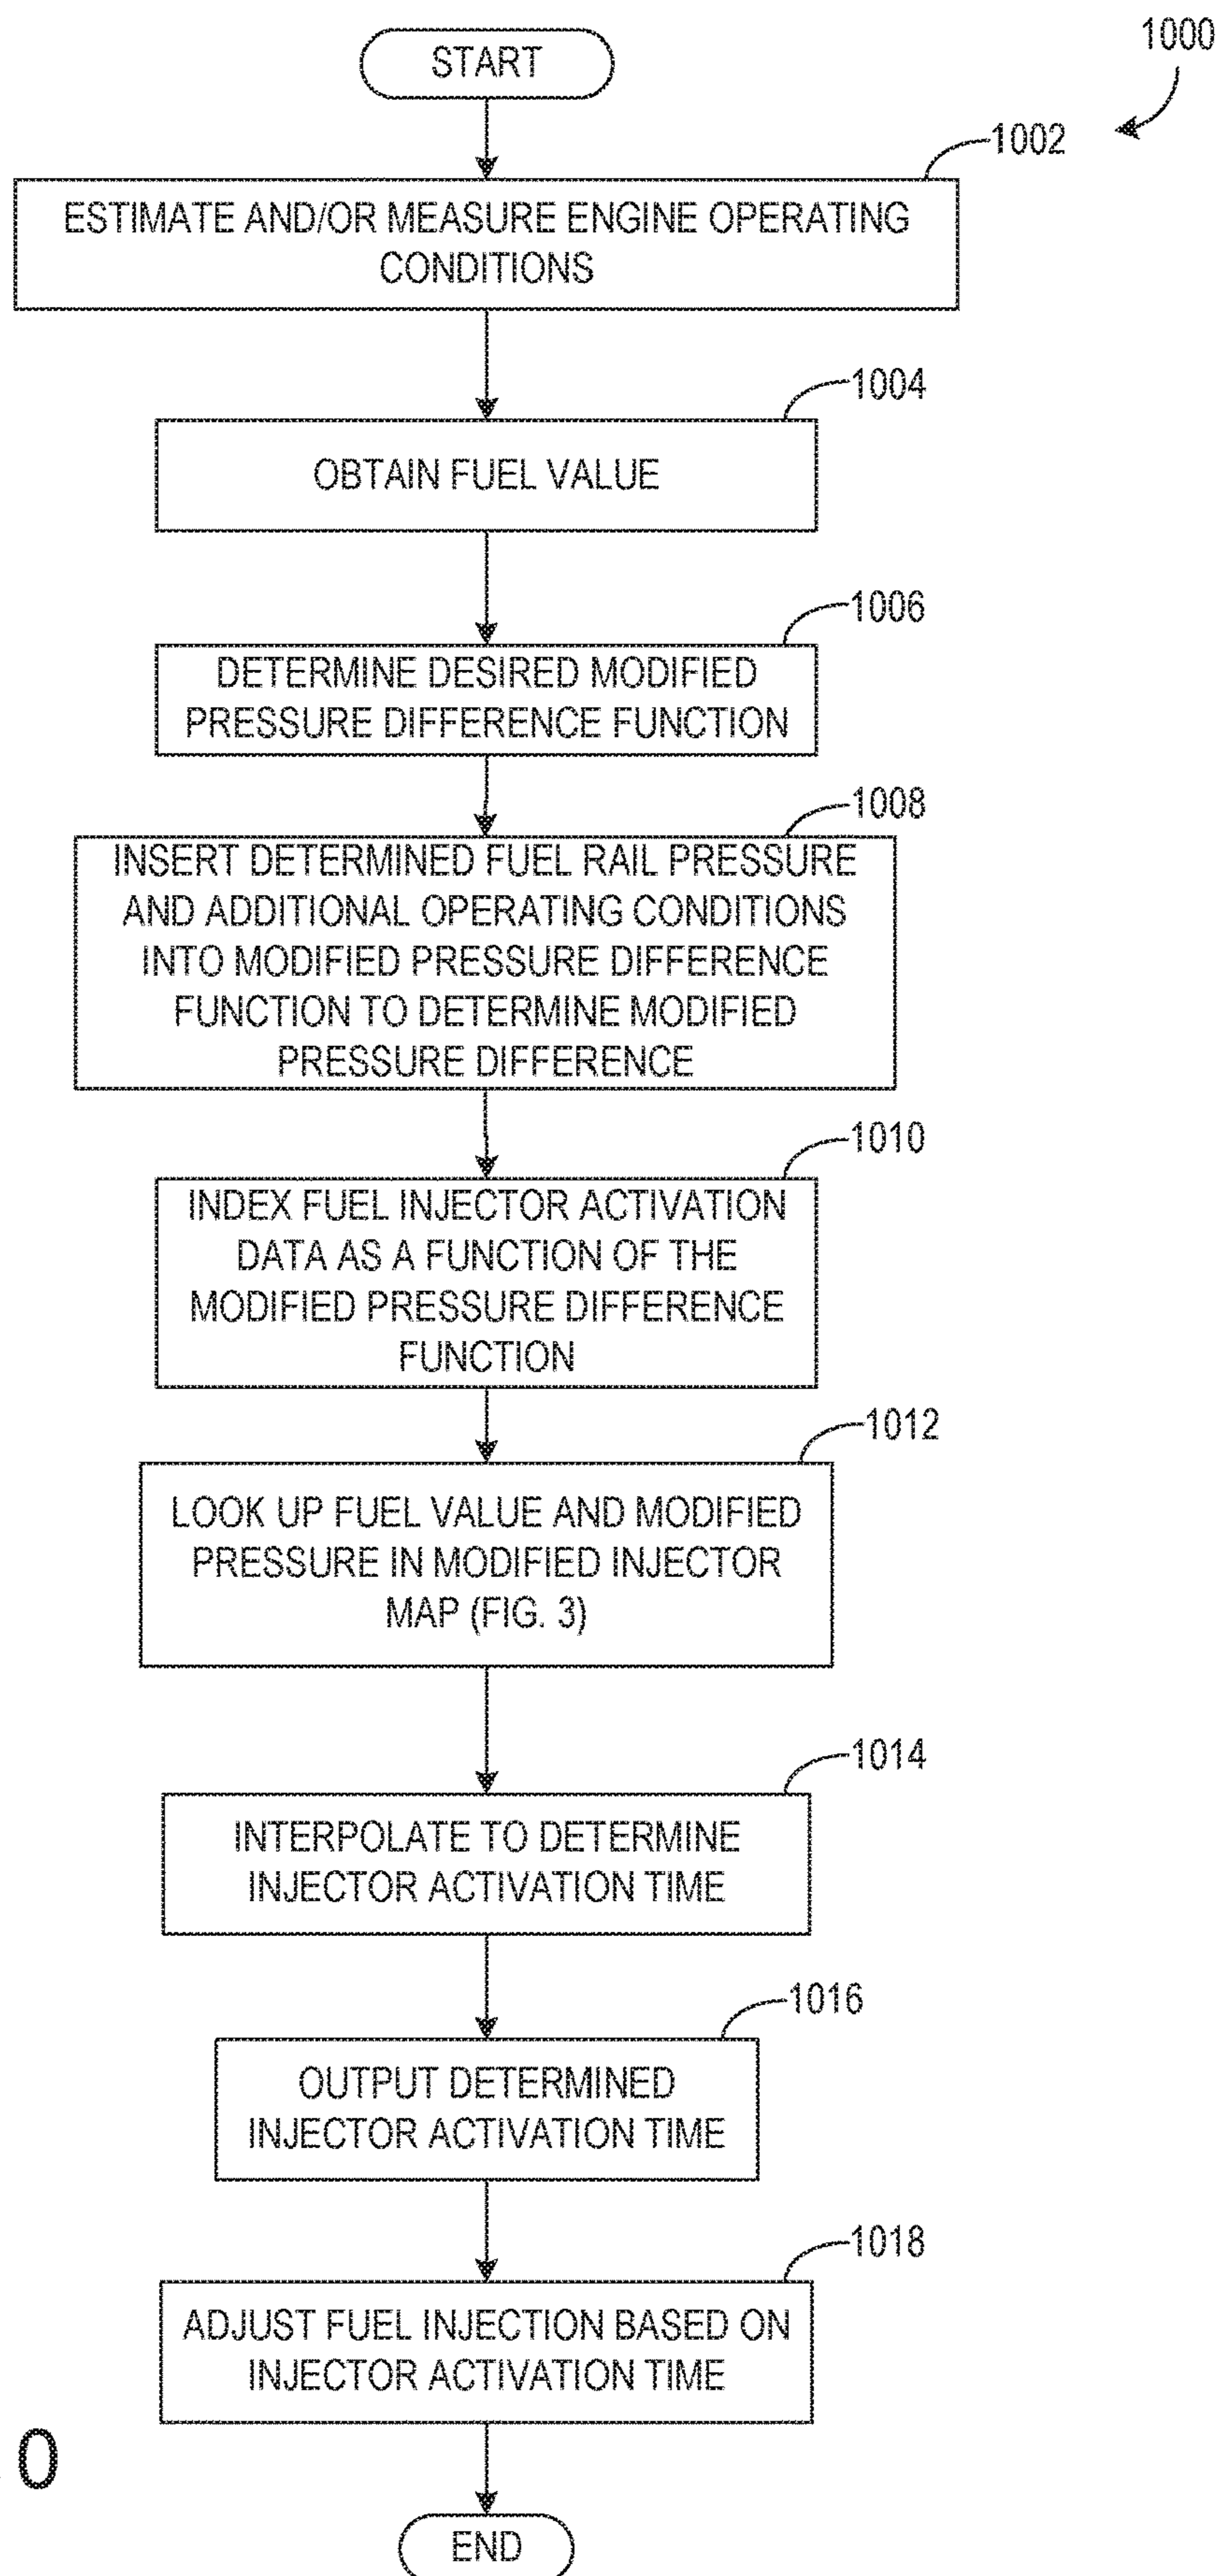 START
1000
1002
ESTIMATE AND/OR MEASURE ENGINE OPERATING
CONDITIONS
1004
OBTAIN FUEL VALUE
1006
DETERMINE DESIRED MODIFIED
PRESSURE DIFFERENCE FUNCTION
1008
INSERT DETERMINED FUEL RAIL PRESSURE
AND ADDITIONAL OPERATING CONDITIONS
INTO MODIFIED PRESSURE DIFFERENCE
FUNCTION TO DETERMINE MODIFIED
PRESSURE DIFFERENCE
1010
INDEX FUEL INJECTOR ACTIVATION
DATA AS A FUNCTION OF THE
MODIFIED PRESSURE DIFFERENCE
FUNCTION
1012
LOOK UP FUEL VALUE AND MODIFIED
PRESSURE IN MODIFIED INJECTOR
MAP (FIG. 3)
1014
INTERPOLATE TO DETERMINE
INJECTOR ACTIVATION TIME
1016
OUTPUT DETERMINED
INJECTOR ACTIVATION TIME
1018
ADJUST FUEL INJECTION BASED ON
INJECTOR ACTIVATION TIME
0
END